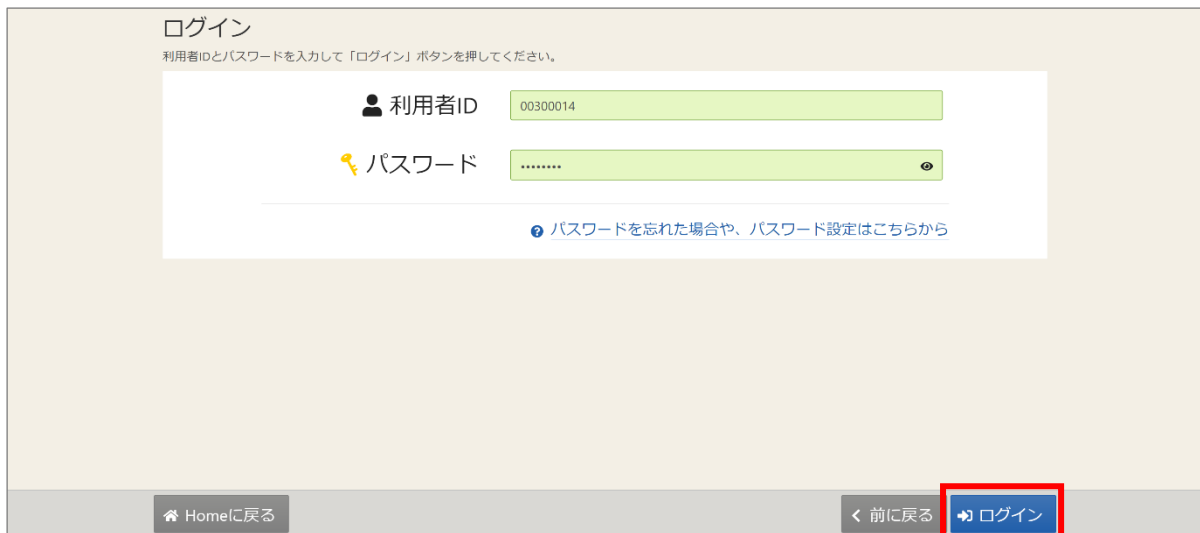 ログイン
利用者IDとパスワードを入力して「ログイン」ボタンを押してください。
利用者ID
00300014
パスワード
••••••••
パスワードを忘れた場合や、パスワード設定はこちらから
Homeに戻る
前に戻る
ログイン